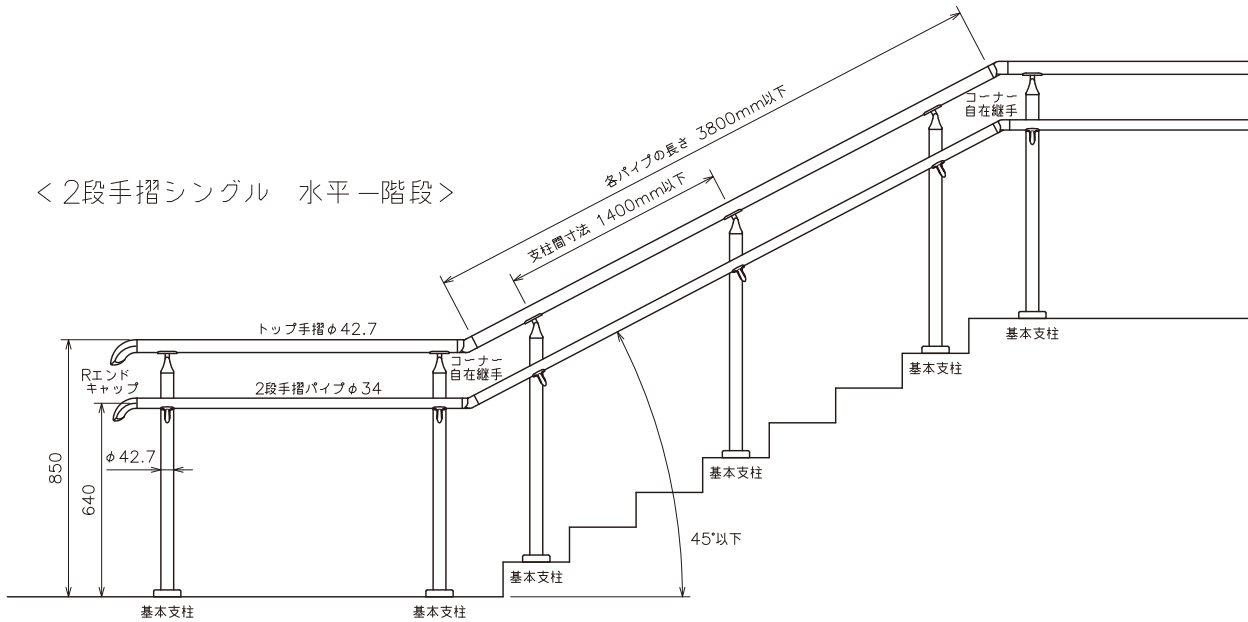 各パイプの長さ 3800mm以下
コーナー
自在継手
<2段手摺シングル 水平ー階段>
支柱間寸法 1400mm以下
トップ手摺φ42.7
コーナー
自在継手
Rエンド
キャップ
2段手摺パイプφ34
基本支柱
基本支柱
φ42.7
850
640
基本支柱
45°以下
基本支柱
基本支柱
基本支柱